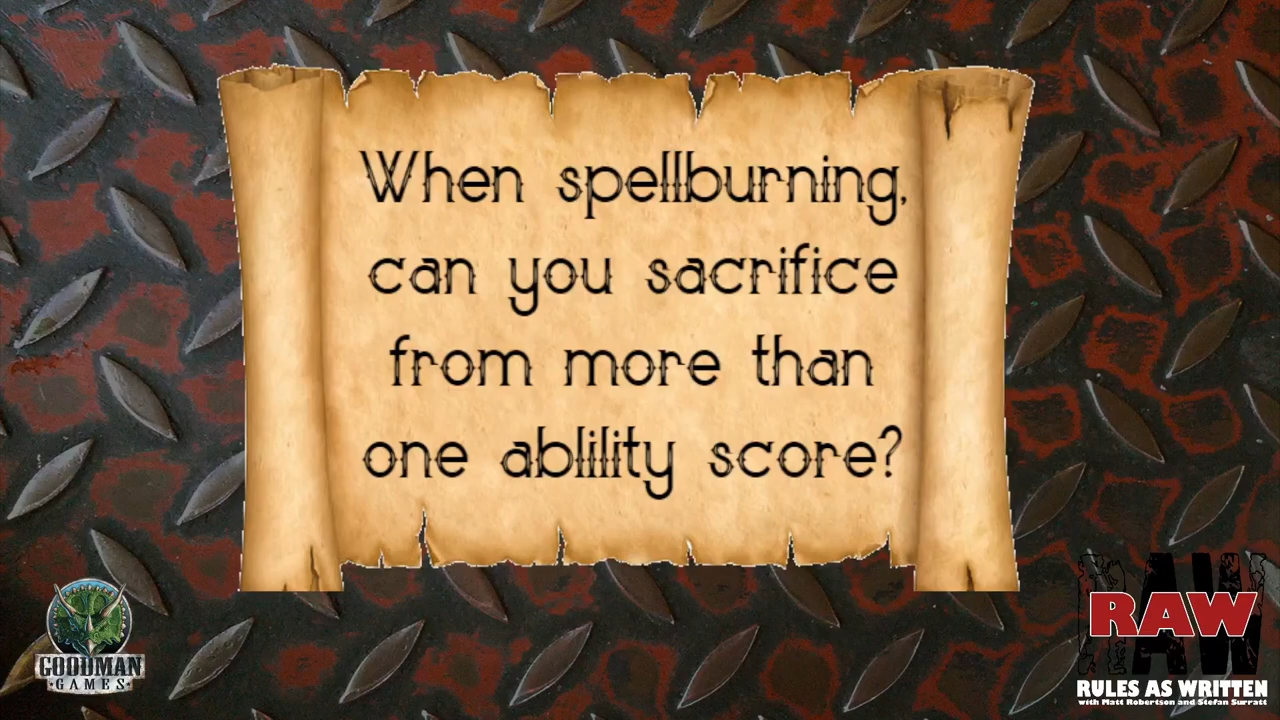 When spellburning,
can you sacrifice
from more than
one ablility score?
GOODMAN
GAMES
RAW
RULES AS WRITTEN
with Matt Robertson and Stefan Surratt